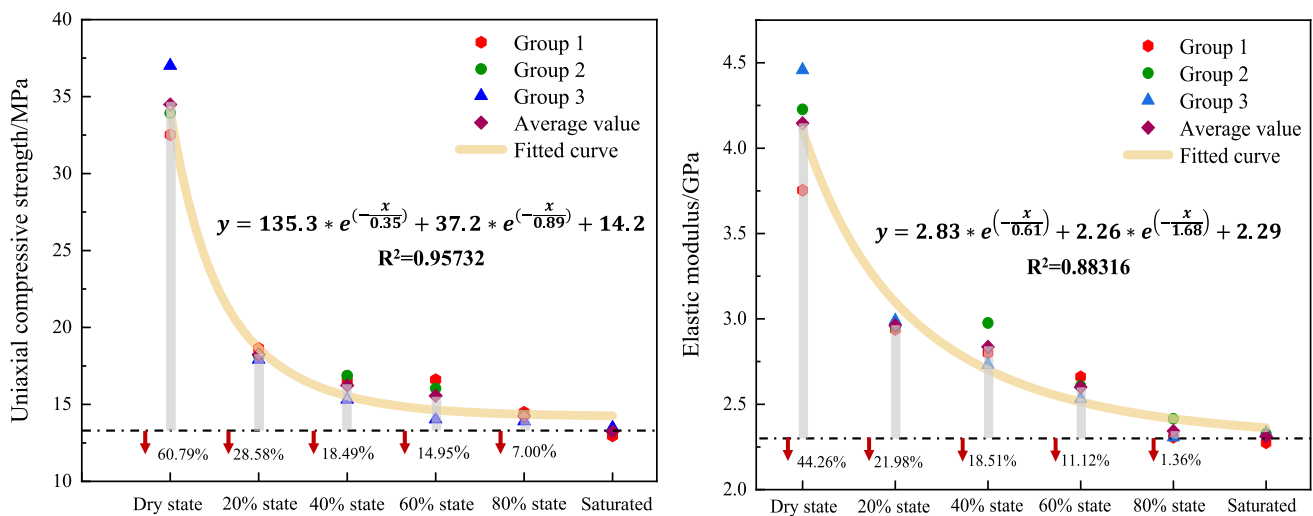 Uniaxial compressive strength/MPa
40
35
30
25
20
15
10
Group 1
Group 2
Group 3
Average value
Fitted curve
y = 135.3 * e^(−x/0.35) + 37.2 * e^(−x/0.89) + 14.2
R²=0.95732
60.79% 28.58% 18.49% 14.95% 7.00%
Dry state 20% state 40% state 60% state 80% state Saturated
Elastic modulus/GPa
4.5
4.0
3.5
3.0
2.5
2.0
Group 1
Group 2
Group 3
Average value
Fitted curve
y = 2.83 * e^(−x/0.61) + 2.26 * e^(−x/1.68) + 2.29
R²=0.88316
44.26% 21.98% 18.51% 11.12% 1.36%
Dry state 20% state 40% state 60% state 80% state Saturated